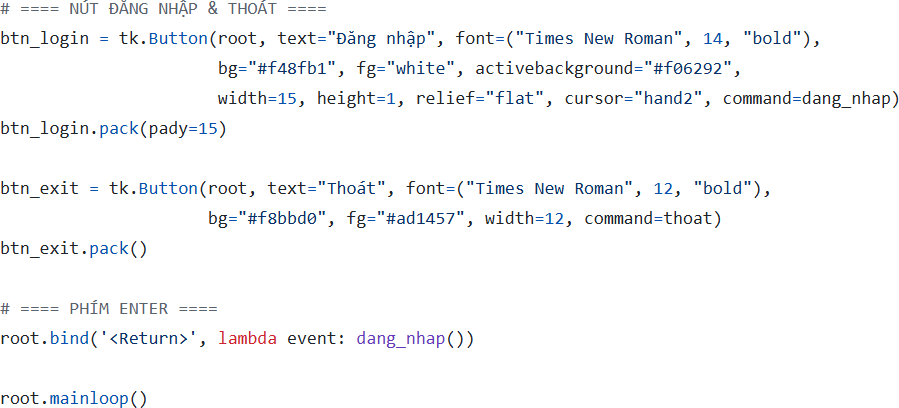 # ==== NÚT ĐĂNG NHẬP & THOÁT ====
btn_login = tk.Button(root, text="Đăng nhập", font=("Times New Roman", 14, "bold"),
                      bg="#f48fb1", fg="white", activebackground="#f06292",
                      width=15, height=1, relief="flat", cursor="hand2", command=dang_nhap)
btn_login.pack(pady=15)

btn_exit = tk.Button(root, text="Thoát", font=("Times New Roman", 12, "bold"),
                     bg="#f8bbd0", fg="#ad1457", width=12, command=thoat)
btn_exit.pack()

# ==== PHÍM ENTER ====
root.bind('<Return>', lambda event: dang_nhap())

root.mainloop()